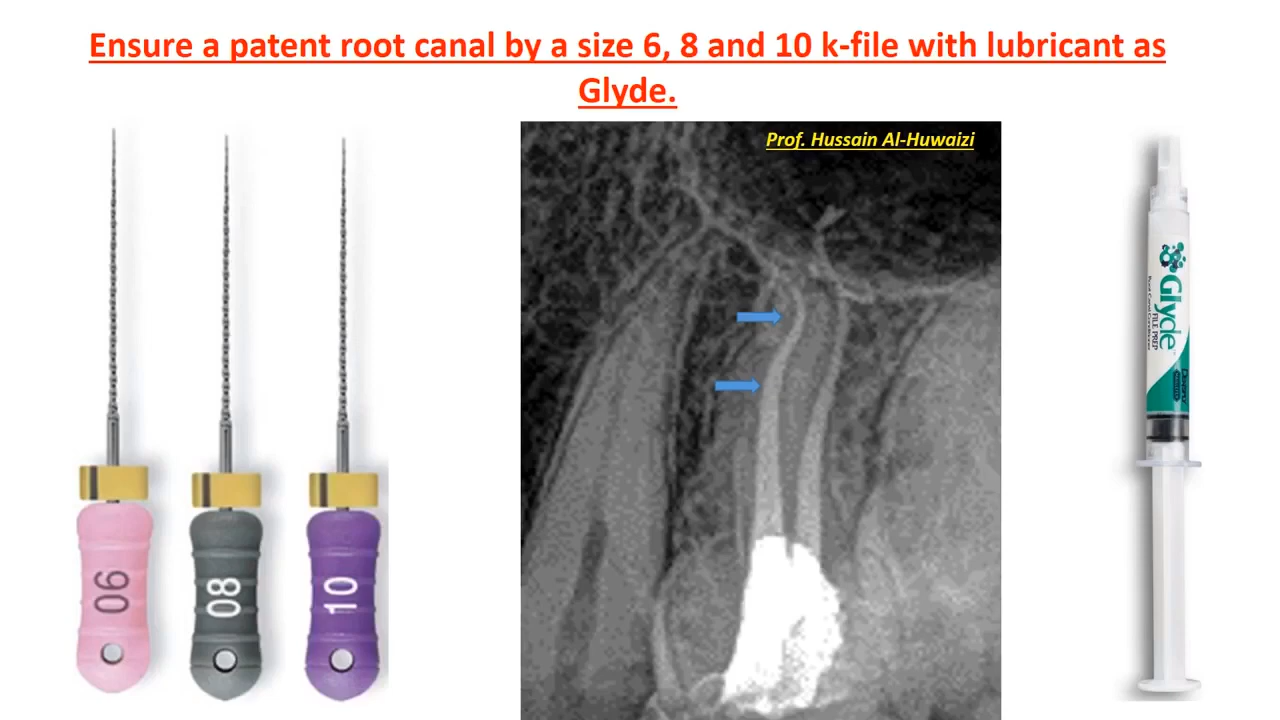 Ensure a patent root canal by a size 6, 8 and 10 k-file with lubricant as
Glyde.
Prof. Hussain Al-Huwaizi
06
08
10
Glyde
FILE PREP